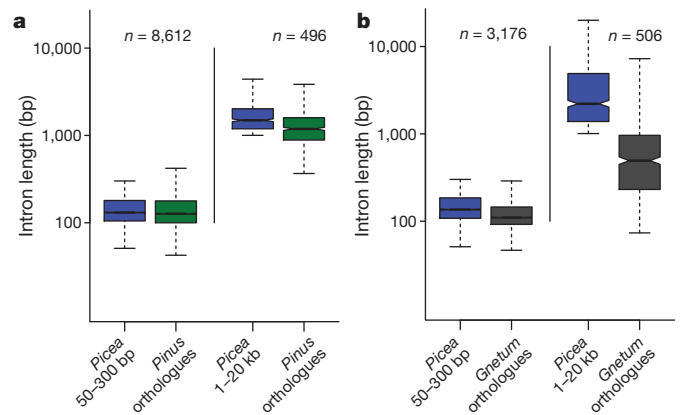 a
n = 8,612
n = 496
10,000
1,000
100
Intron length (bp)
Picea
50–300 bp
Pinus
orthologues
Picea
1–20 kb
Pinus
orthologues
b
n = 3,176
n = 506
10,000
1,000
100
Intron length (bp)
Picea
50–300 bp
Gnetum
orthologues
Picea
1–20 kb
Gnetum
orthologues